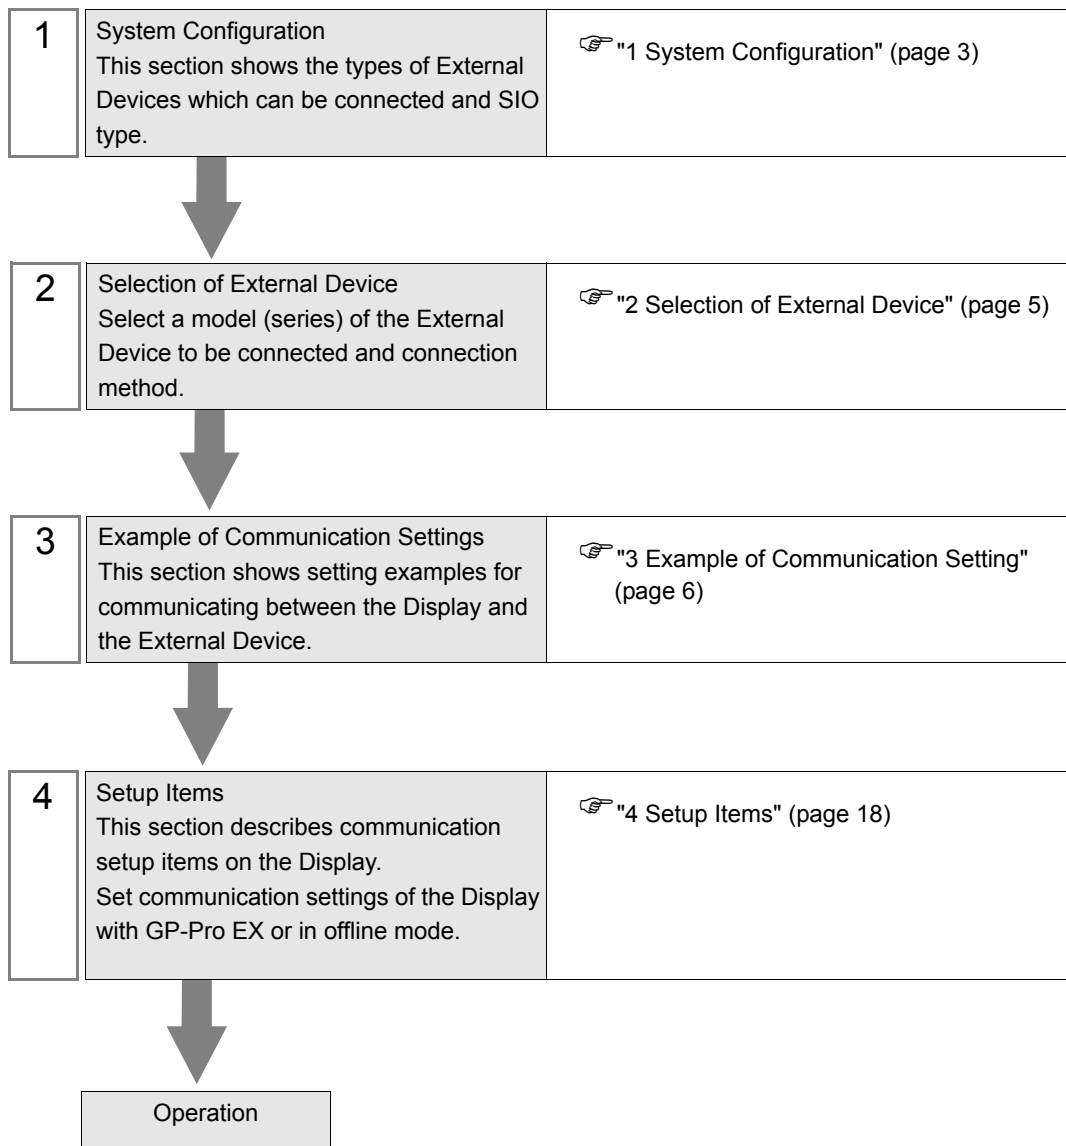 1
System Configuration
This section shows the types of External
Devices which can be connected and SIO
type.
"1 System Configuration" (page 3)
2
Selection of External Device
Select a model (series) of the External
Device to be connected and connection
method.
"2 Selection of External Device" (page 5)
3
Example of Communication Settings
This section shows setting examples for
communicating between the Display and
the External Device.
"3 Example of Communication Setting"
(page 6)
4
Setup Items
This section describes communication
setup items on the Display.
Set communication settings of the Display
with GP-Pro EX or in offline mode.
"4 Setup Items" (page 18)
Operation